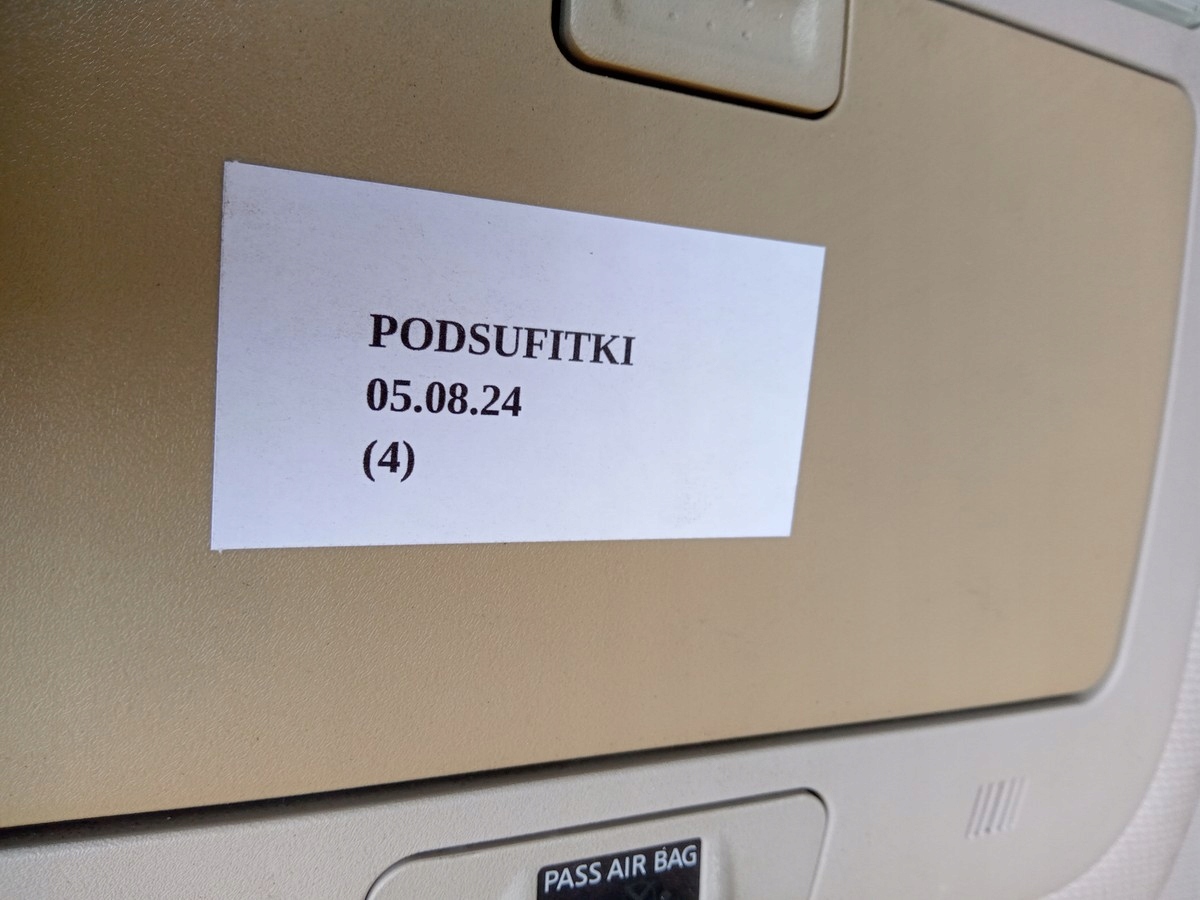 PODSUFITKI
05.08.24
(4)
PASS AIR BAG